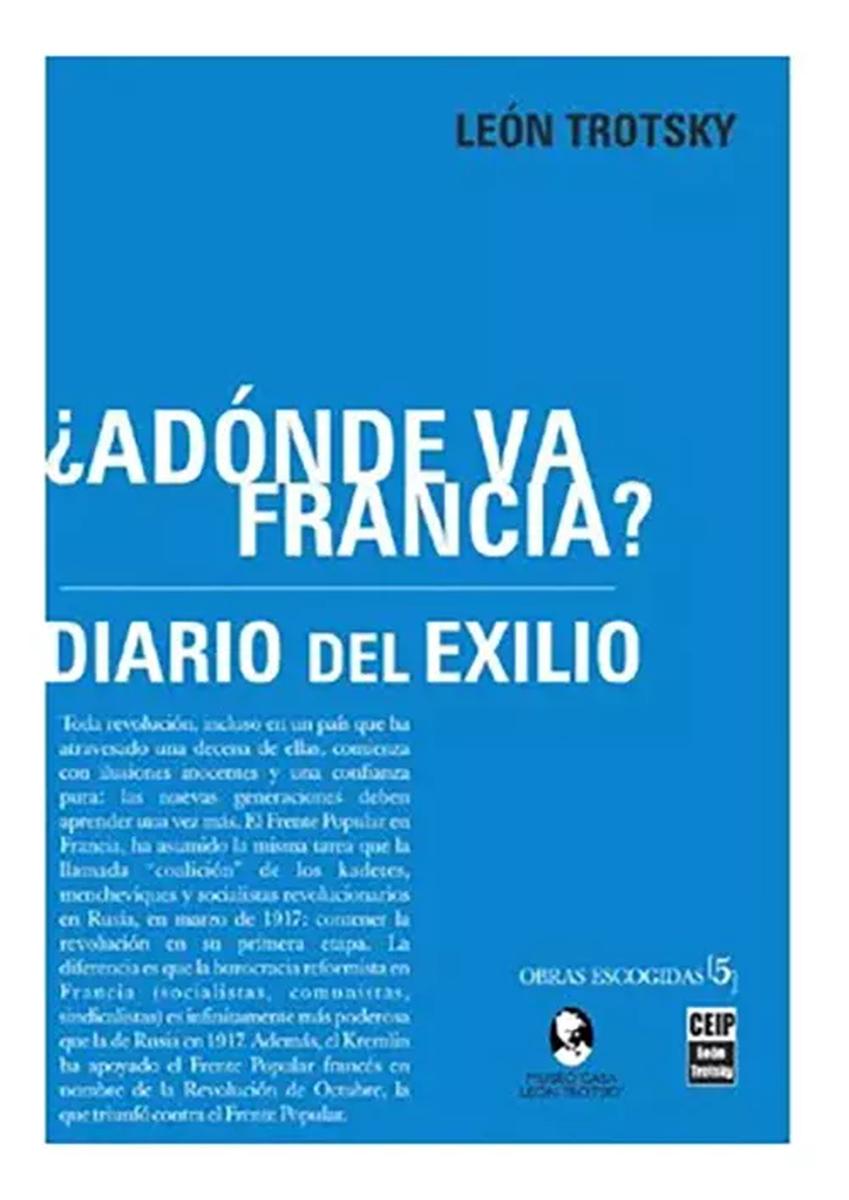 LEÓN TROTSKY
¿ADÓNDE VA
FRANCIA?
DIARIO DEL EXILIO
Toda revolución, incluso en un país que ha
atravesado una decena de ellas, comienza
con ilusiones inocentes y una confianza
pura: las nuevas generaciones deben
aprender una vez más. El Frente Popular en
Francia, ha asumido la misma tarea que la
llamada "coalición" de los kadetes,
mencheviques y socialistas revolucionarios
en Rusia, en marzo de 1917: contener la
revolución en su primera etapa. La
diferencia es que la burocracia reformista en
Francia (socialistas, comunistas,
sindicalistas) es infinitamente más poderosa
que la de Rusia en 1917. Además, el Kremlin
ha apoyado el Frente Popular francés en
nombre de la Revolución de Octubre, la
que triunfó contra el Frente Popular.
OBRAS ESCOGIDAS [5]
MUSEO CASA
LEÓN TROTSKY
CEIP
León
Trotsky